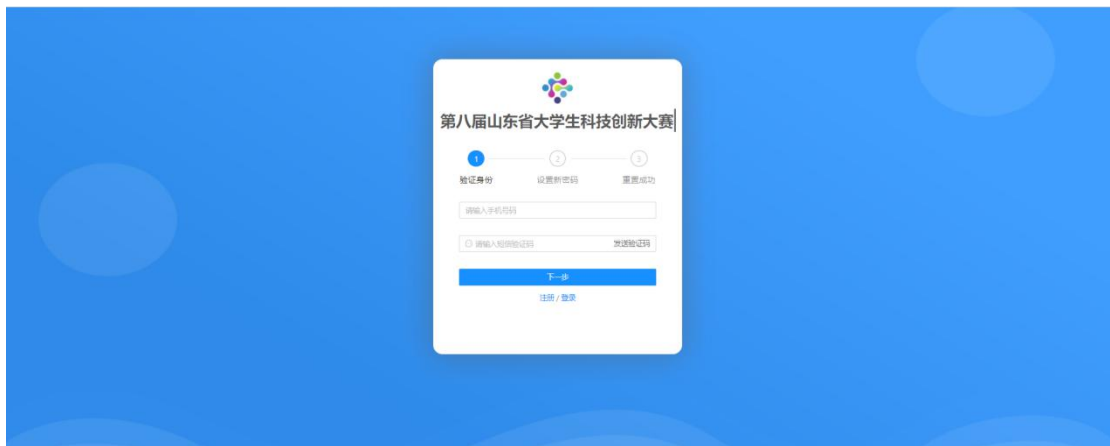 第八届山东省大学生科技创新大赛
1 2 3
验证身份 设置新密码 重置成功
请输入手机号码
请输入短信验证码 发送验证码
下一步
注册 / 登录